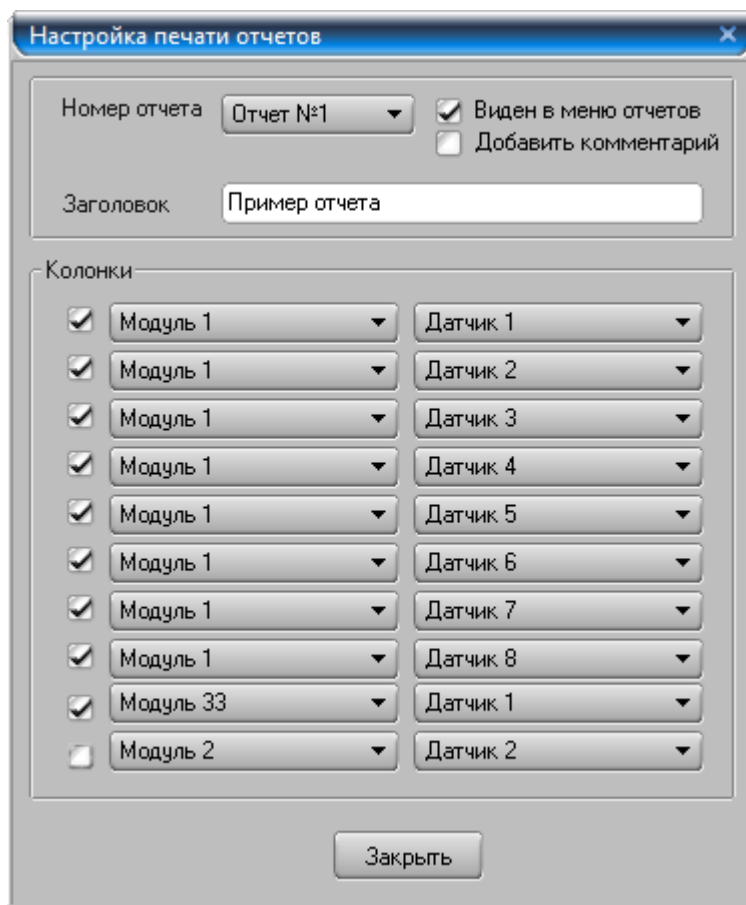 Настройка печати отчетов
Номер отчета Отчет №1 Виден в меню отчетов
Добавить комментарий
Заголовок Пример отчета
Колонки
Модуль 1 Датчик 1
Модуль 1 Датчик 2
Модуль 1 Датчик 3
Модуль 1 Датчик 4
Модуль 1 Датчик 5
Модуль 1 Датчик 6
Модуль 1 Датчик 7
Модуль 1 Датчик 8
Модуль 33 Датчик 1
Модуль 2 Датчик 2
Закрыть